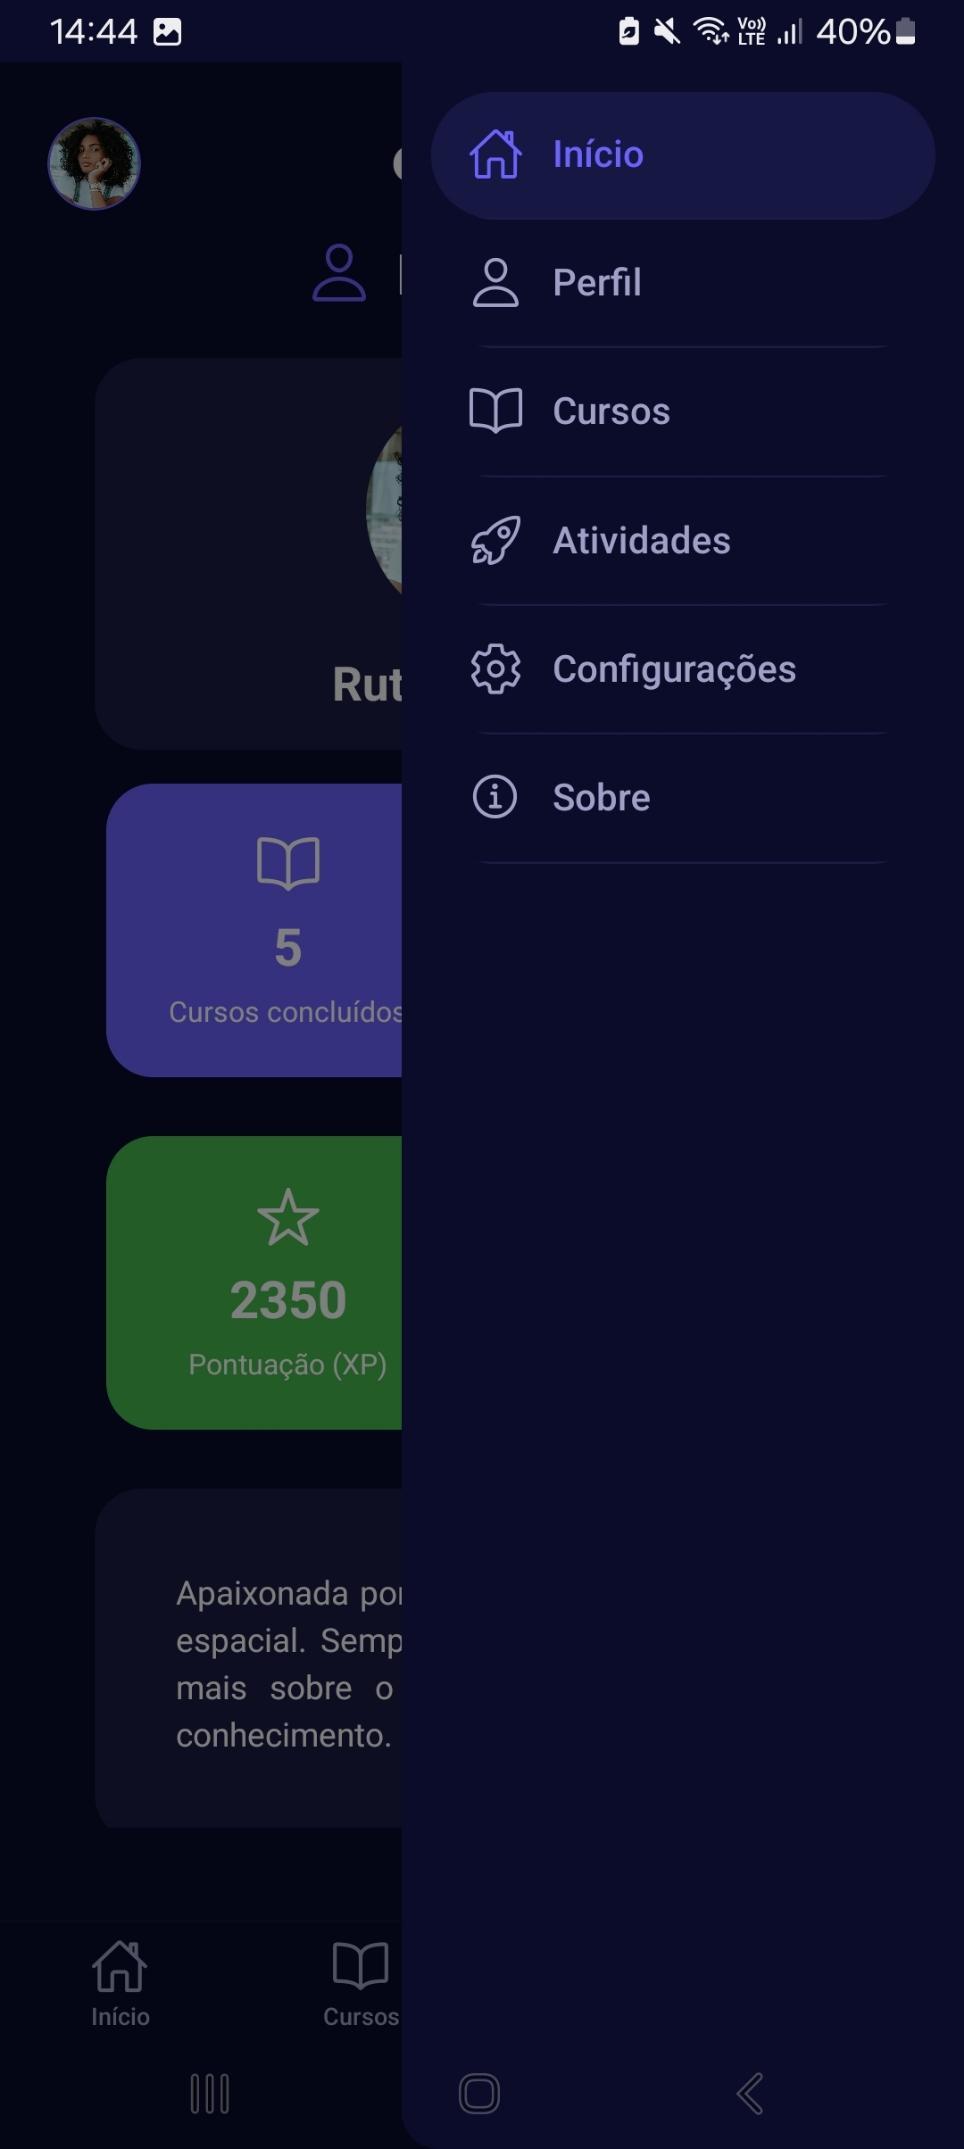 14:44
Vo))
LTE
40%
Início
Perfil
Cursos
Atividades
Configurações
Sobre
Rut
5
Cursos concluídos
2350
Pontuação (XP)
Apaixonada por
espacial. Semp
mais sobre o
conhecimento.
Início
Cursos